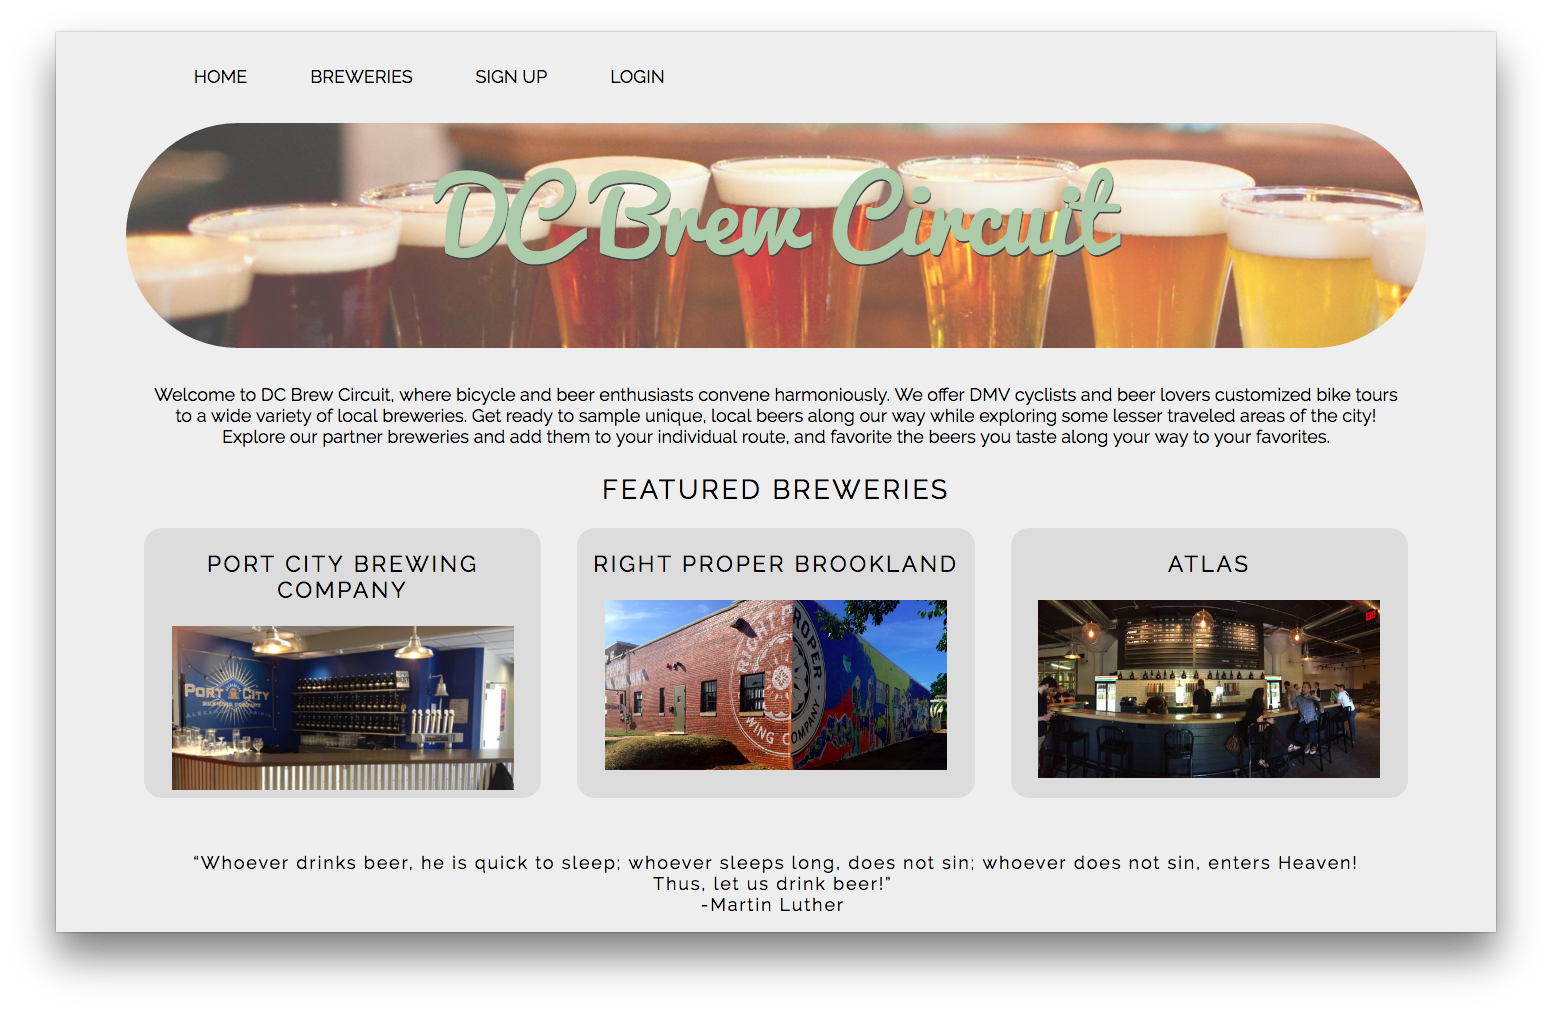 HOME BREWERIES SIGN UP LOGIN
DC Brew Circuit
Welcome to DC Brew Circuit, where bicycle and beer enthusiasts convene harmoniously. We offer DMV cyclists and beer lovers customized bike tours
to a wide variety of local breweries. Get ready to sample unique, local beers along our way while exploring some lesser traveled areas of the city!
Explore our partner breweries and add them to your individual route, and favorite the beers you taste along your way to your favorites.
FEATURED BREWERIES
PORT CITY BREWING
COMPANY
PORT CITY
BREWING COMPANY
RIGHT PROPER BROOKLAND
RIGHT P
WING CO
ROPER
COMPANY
ATLAS
EXIT
“Whoever drinks beer, he is quick to sleep; whoever sleeps long, does not sin; whoever does not sin, enters Heaven!
Thus, let us drink beer!”
-Martin Luther